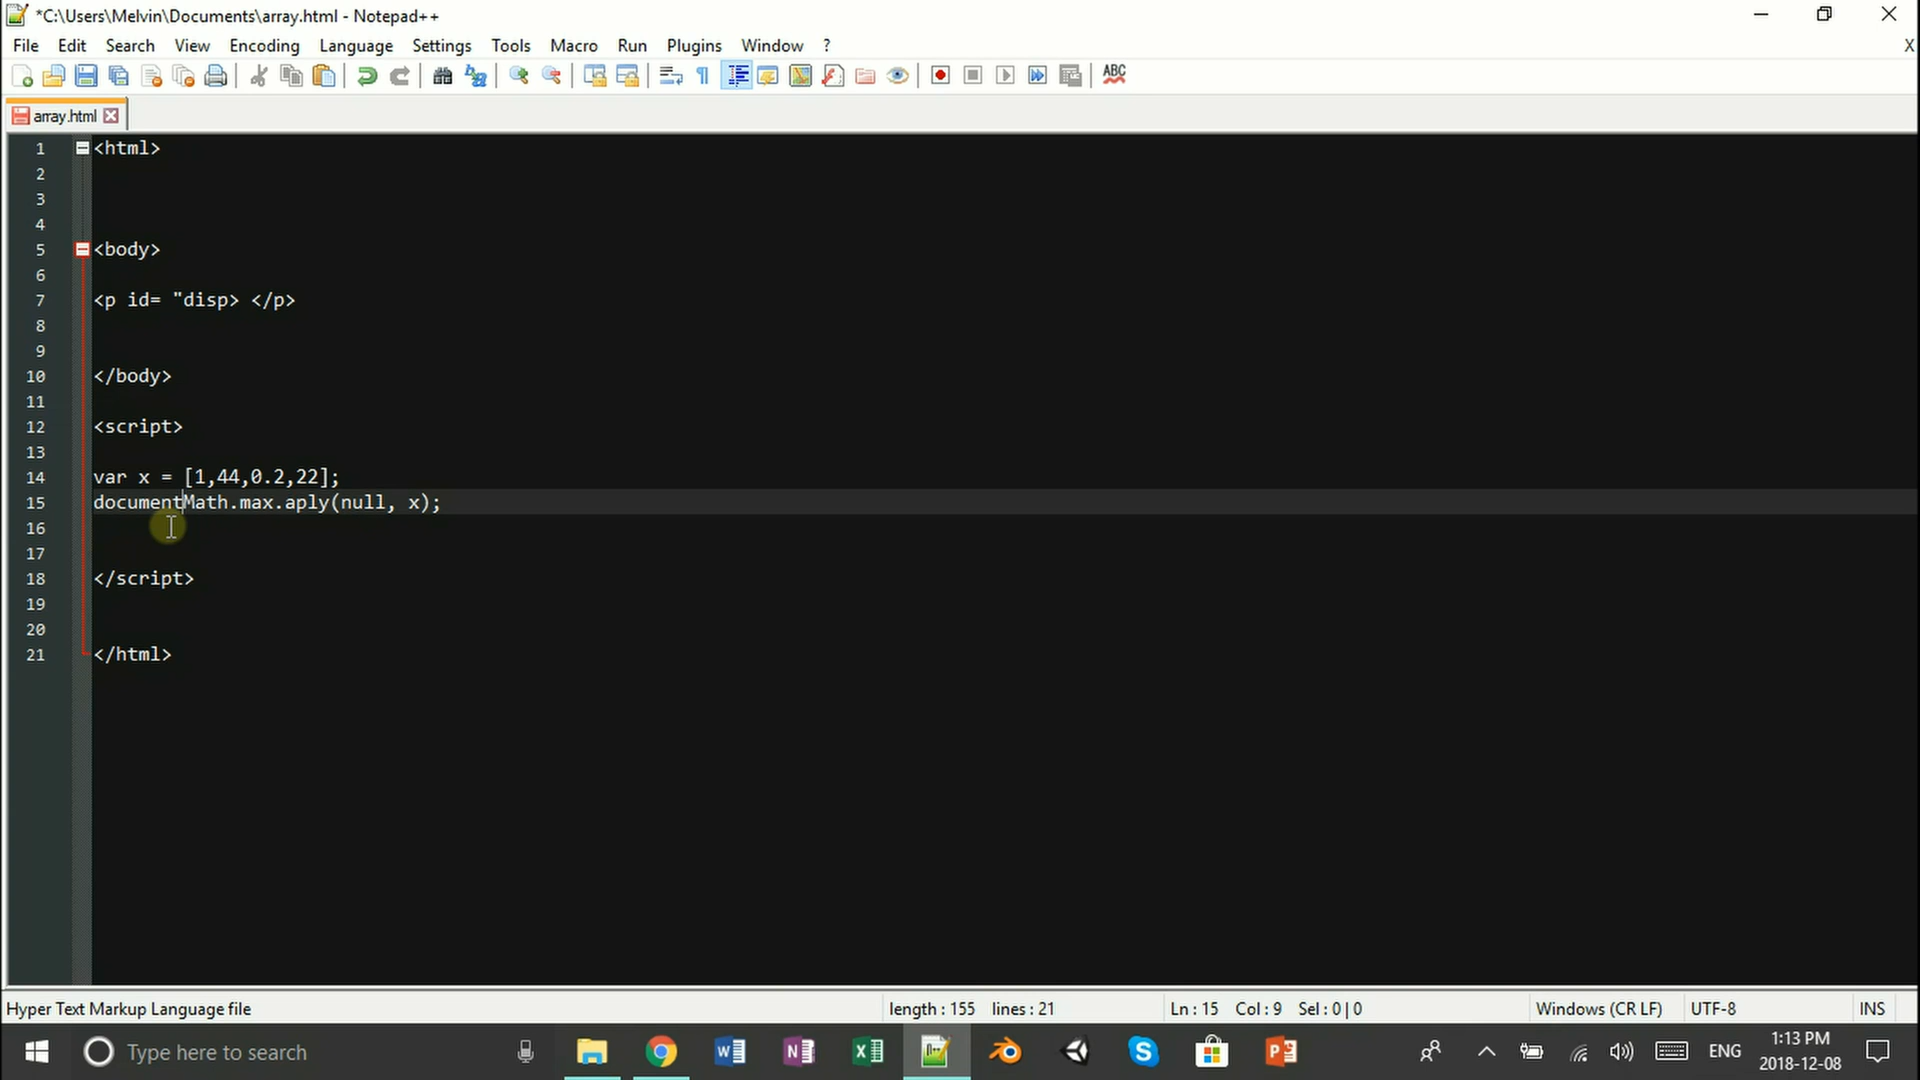 *C:\Users\Melvin\Documents\array.html - Notepad++
File Edit Search View Encoding Language Settings Tools Macro Run Plugins Window ? X
ABC
array.html
1 <html>
2
3
4
5 <body>
6
7 <p id= "disp> </p>
8
9
10 </body>
11
12 <script>
13
14 var x = [1,44,0.2,22];
15 documentMath.max.aply(null, x);
16
17
18 </script>
19
20
21 </html>
Hyper Text Markup Language file length : 155 lines : 21 Ln : 15 Col : 9 Sel : 0 | 0 Windows (CR LF) UTF-8 INS
Type here to search ENG 1:13 PM
2018-12-08